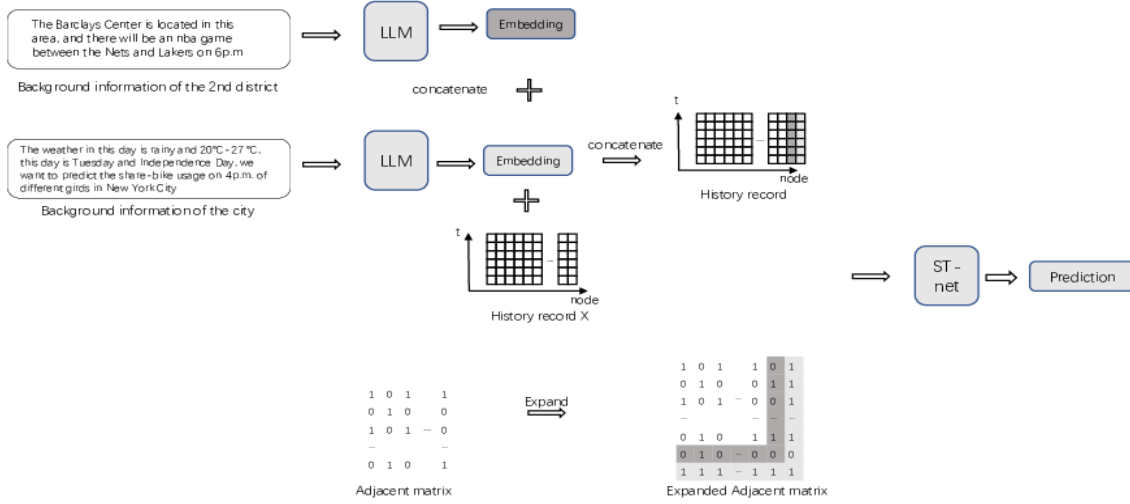 The Barclays Center is located in this
area, and there will be an nba game
between the Nets and Lakers on 6p.m
Background information of the 2nd district
LLM
Embedding
concatenate
The weather in this day is rainy and 20°C-27 °C,
this day is Tuesday and Independence Day, we
want to predict the share-bike usage on 4p.m. of
different girds in New York City
Background information of the city
LLM
Embedding
concatenate
t
...
node
History record
t
...
node
History record X
ST-
net
Prediction
1 0 1 1
0 1 0 0
1 0 1 ... 0
...
0 1 0 1
Adjacent matrix
Expand
1 0 1 1 0 1
0 1 0 0 1 1
1 0 1 ... 0 0 1
... ... ... ...
0 1 0 1 1 1
0 1 0 ... 0 0 0
1 1 1 ... 1 1 1
Expanded Adjacent matrix